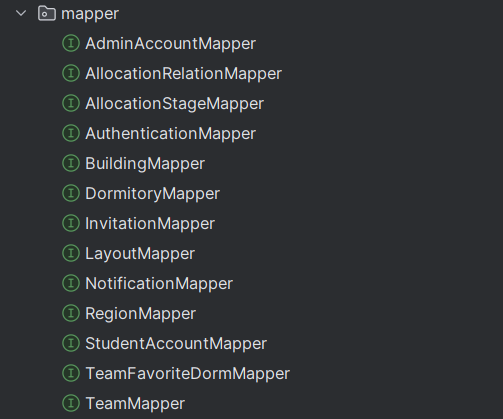 mapper
AdminAccountMapper
AllocationRelationMapper
AllocationStageMapper
AuthenticationMapper
BuildingMapper
DormitoryMapper
InvitationMapper
LayoutMapper
NotificationMapper
RegionMapper
StudentAccountMapper
TeamFavoriteDormMapper
TeamMapper